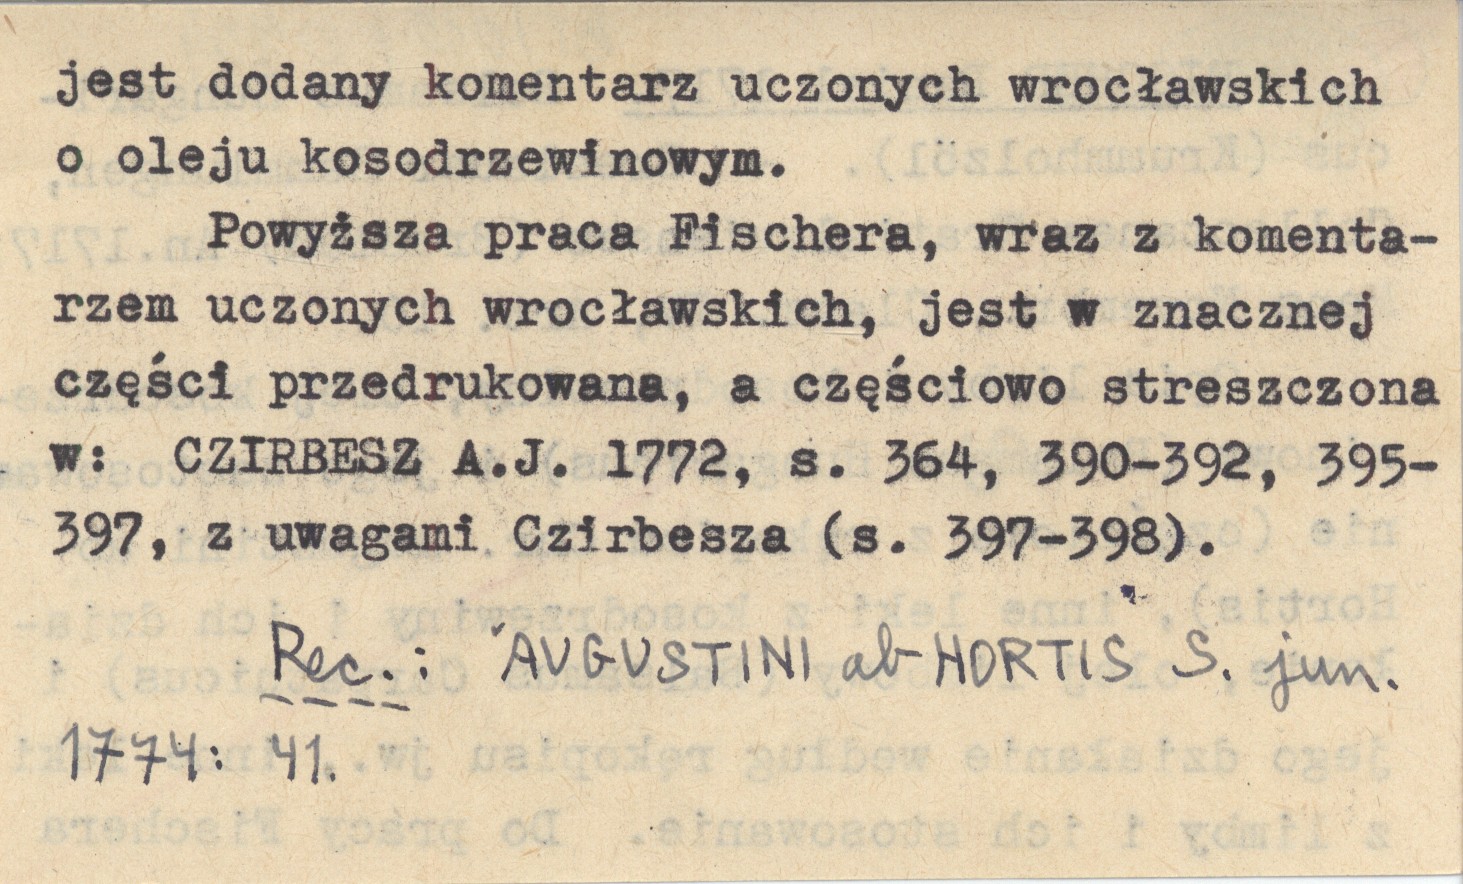 jest dodany komentarz uczonych wrocławskich
o oleju kosodrzewinowym.
Powyższa praca Fischera, wraz z komenta-
rzem uczonych wrocławskich, jest w znacznej
części przedrukowana, a częściowo streszczona
w: CZIRBESZ A.J. 1772, s. 364, 390-392, 395-
397, z uwagami Czirbesza (s. 397-398).
Rec.: AUGUSTINI ab HORTIS S. jun.
1774: 41.